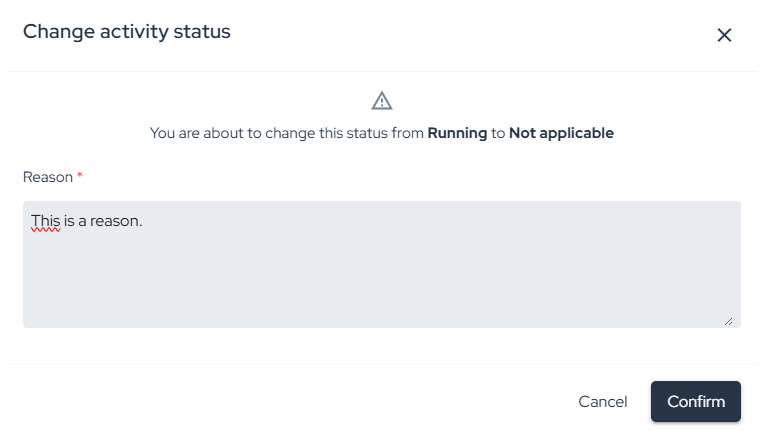 Change activity status
You are about to change this status from Running to Not applicable
Reason *
This is a reason.
Cancel
Confirm